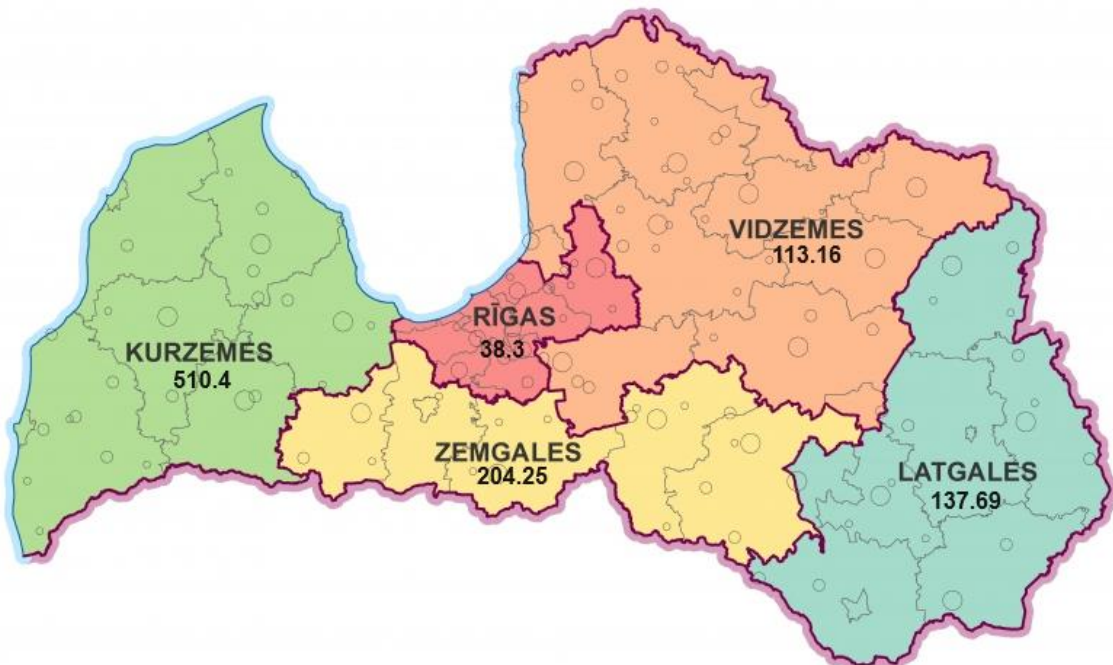 VIDZEMES
113.16
RĪGAS
38.3
KURZEMES
510.4
ZEMGALES
204.25
LATGALES
137.69